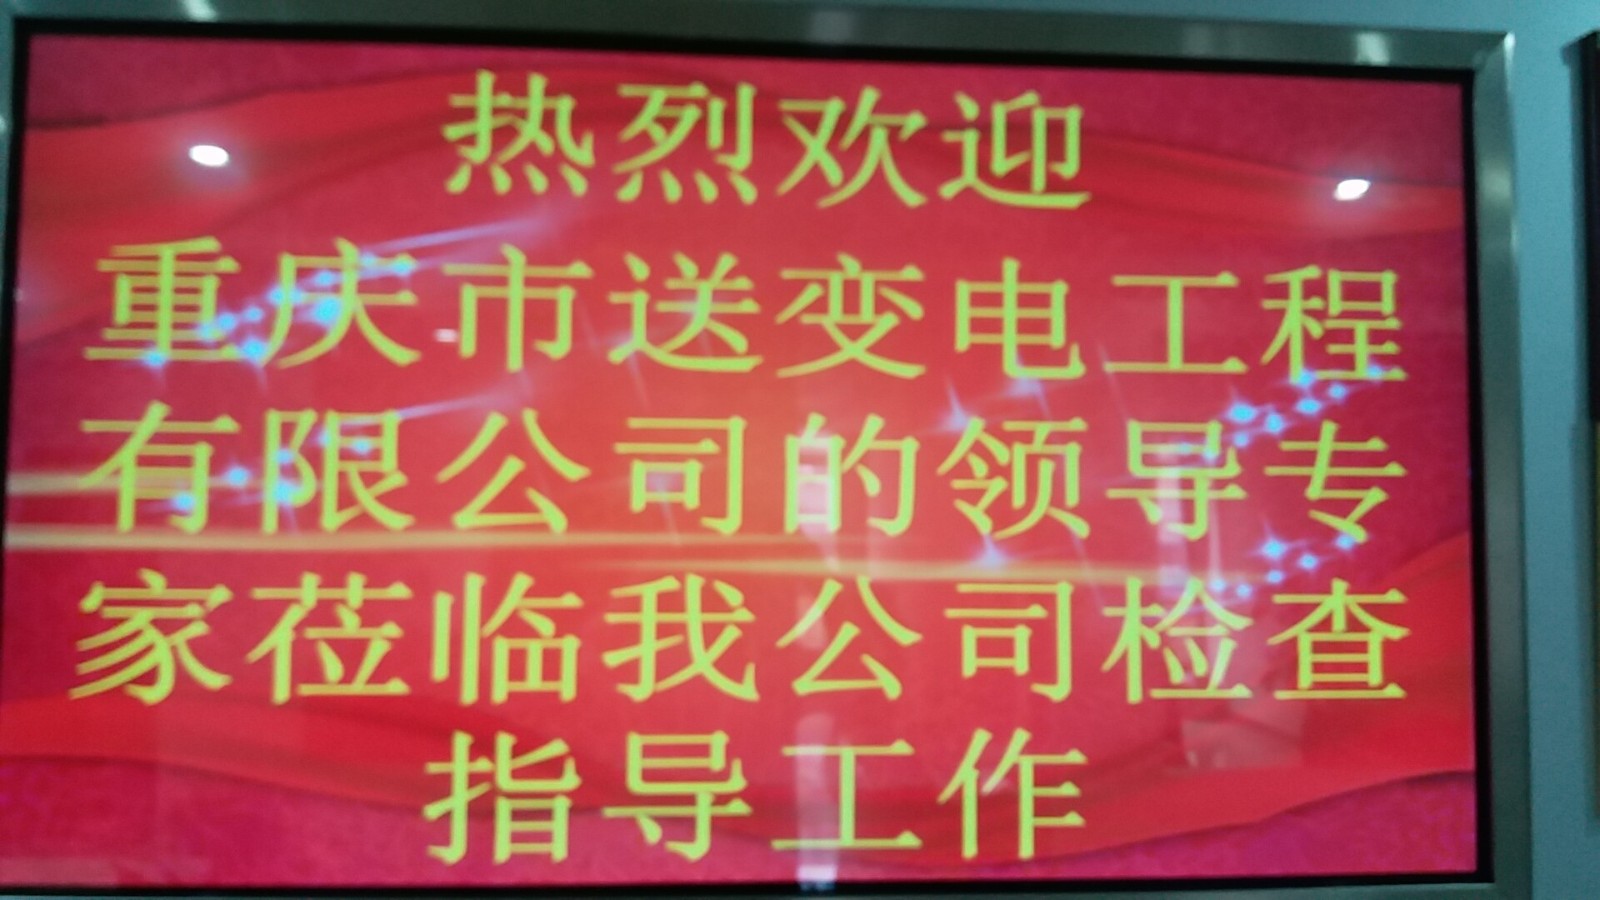 热烈欢迎
重庆市送变电工程
有限公司的领导专
家莅临我公司检查
指导工作